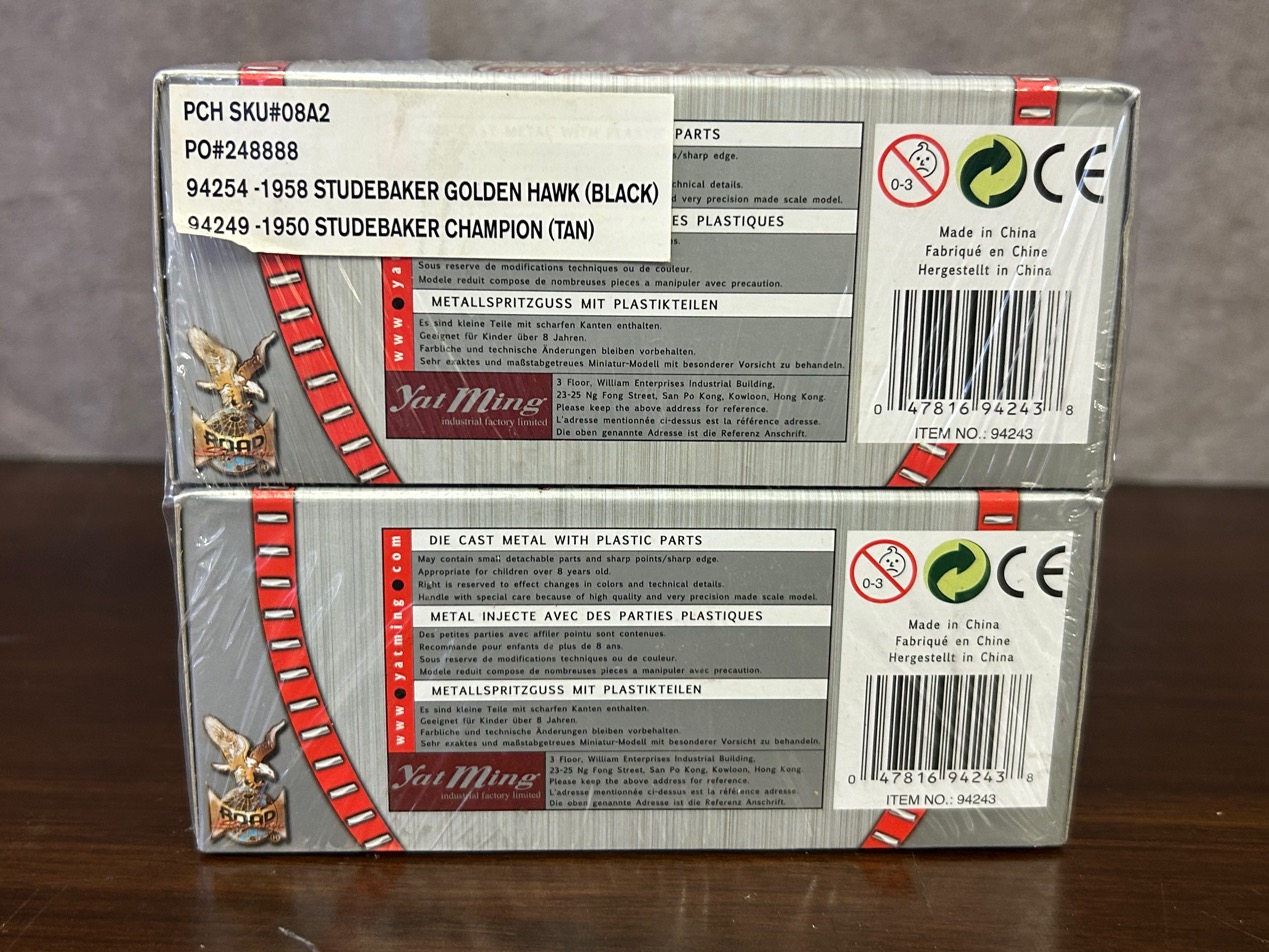 PCH SKU#08A2
PO#248888
94254 -1958 STUDEBAKER GOLDEN HAWK (BLACK)
94249 -1950 STUDEBAKER CHAMPION (TAN)
PARTS
s/sharp edge.
chnical details.
d very precision made scale model.
ES PLASTIQUES
Sous reserve de modifications techniques ou de couleur.
Modele reduit compose de nombreuses pieces a manipuler avec precaution.
METALLSPRITZGUSS MIT PLASTIKTEILEN
Es sind kleine Teile mit scharfen Kanten enthalten.
Geeignet für Kinder über 8 Jahren.
Farbliche und technische Änderungen bleiben vorbehalten.
Sehr exaktes und maßstabgetreues Miniatur-Modell mit besonderer Vorsicht zu behandeln.
www●ya
Yat Ming
industrial factory limited
3 Floor, William Enterprises Industrial Building,
23-25 Ng Fong Street, San Po Kong, Kowloon, Hong Kong.
Please keep the above address for reference.
L'adresse mentionnée ci-dessus est la référence adresse.
Die oben genannte Adresse ist die Referenz Anschrift.
0-3
CE
Made in China
Fabriqué en Chine
Hergestellt in China
0 47816 94243 8
ITEM NO.: 94243
ROAD
DIE CAST METAL WITH PLASTIC PARTS
May contain small detachable parts and sharp points/sharp edge.
Appropriate for children over 8 years old.
Right is reserved to effect changes in colors and technical details.
Handle with special care because of high quality and very precision made scale model.
METAL INJECTE AVEC DES PARTIES PLASTIQUES
Des petites parties avec affiler pointu sont contenues.
Recommande pour enfants de plus de 8 ans.
Sous reserve de modifications techniques ou de couleur.
Modele reduit compose de nombreuses pieces a manipuler avec precaution.
METALLSPRITZGUSS MIT PLASTIKTEILEN
Es sind kleine Teile mit scharfen Kanten enthalten.
Geeignet für Kinder über 8 Jahren.
Farbliche und technische Änderungen bleiben vorbehalten.
Sehr exaktes und maßstabgetreues Miniatur-Modell mit besonderer Vorsicht zu behandeln.
www●yatming●com
Yat Ming
industrial factory limited
3 Floor, William Enterprises Industrial Building,
23-25 Ng Fong Street, San Po Kong, Kowloon, Hong Kong.
Please keep the above address for reference.
L'adresse mentionnée ci-dessus est la référence adresse.
Die oben genannte Adresse ist die Referenz Anschrift.
0-3
CE
Made in China
Fabriqué en Chine
Hergestellt in China
0 47816 94243 8
ITEM NO.: 94243
ROAD